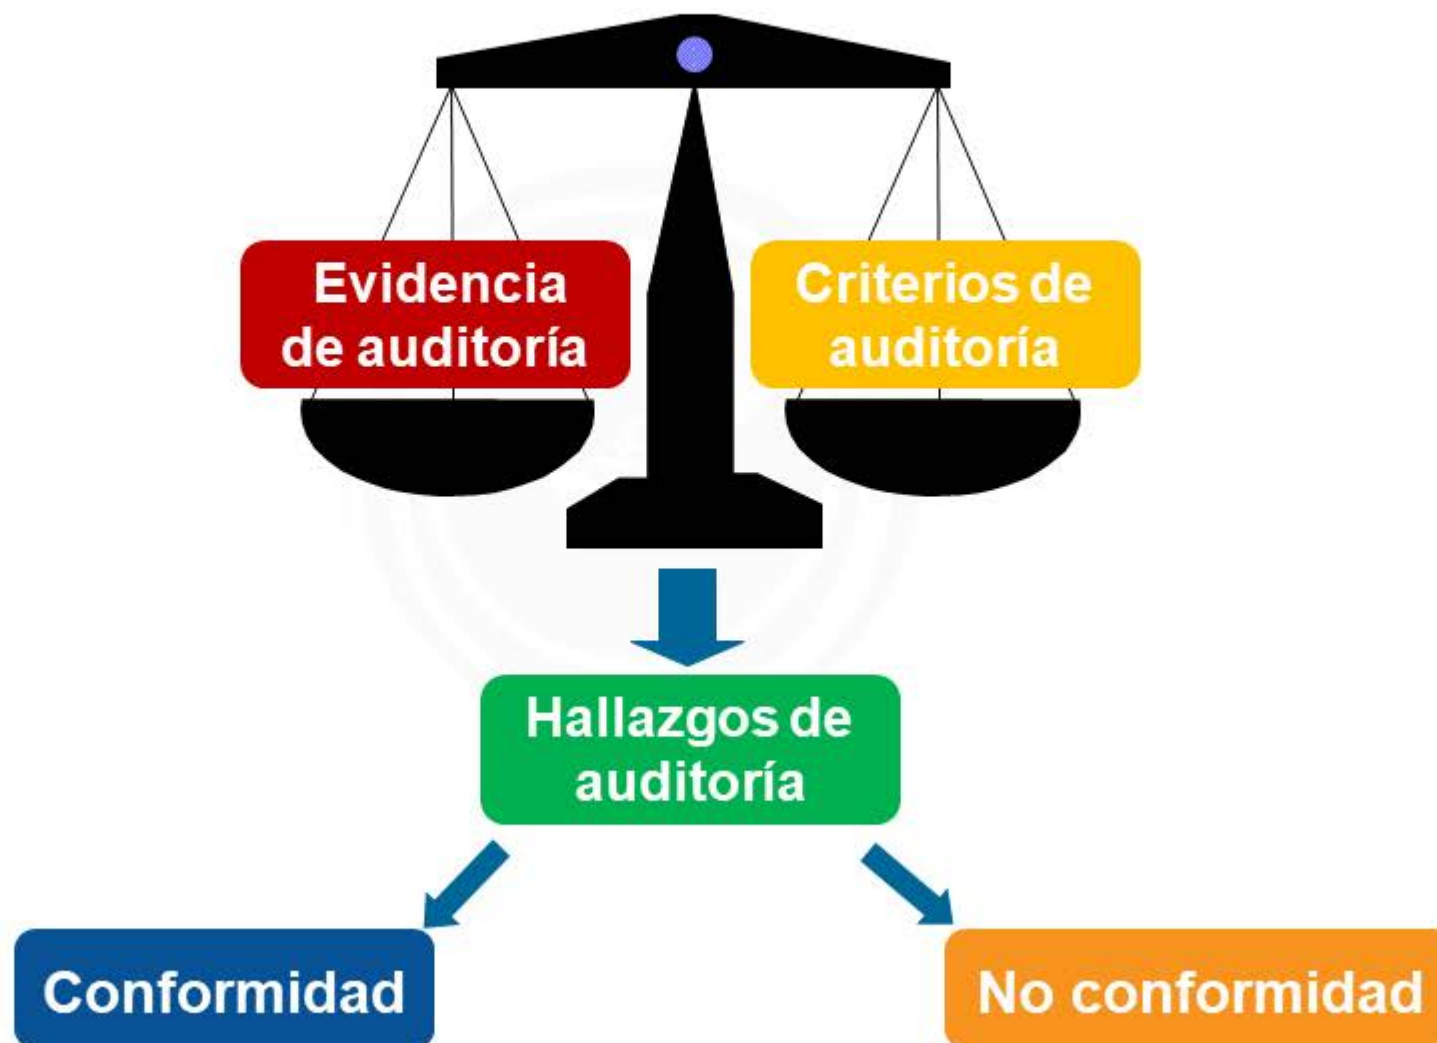 Evidencia
de auditoría
Criterios de
auditoría
Hallazgos de
auditoría
Conformidad
No conformidad